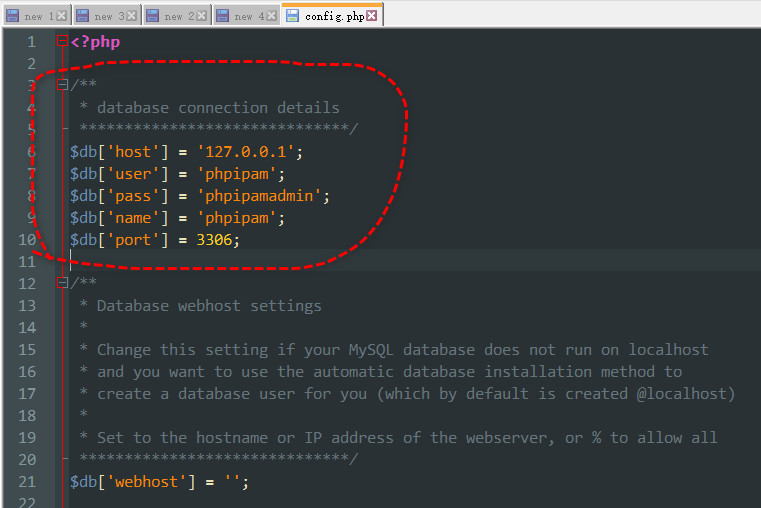 new 1 new 3 new 2 new 4 config.php
1 <?php
2
3 /**
4 * database connection details
5 ******************************/
6 $db['host'] = '127.0.0.1';
7 $db['user'] = 'phpipam';
8 $db['pass'] = 'phpipamadmin';
9 $db['name'] = 'phpipam';
10 $db['port'] = 3306;
11
12 /**
13 * Database webhost settings
14 *
15 * Change this setting if your MySQL database does not run on localhost
16 * and you want to use the automatic database installation method to
17 * create a database user for you (which by default is created @localhost)
18 *
19 * Set to the hostname or IP address of the webserver, or % to allow all
20 ******************************/
21 $db['webhost'] = '';
22